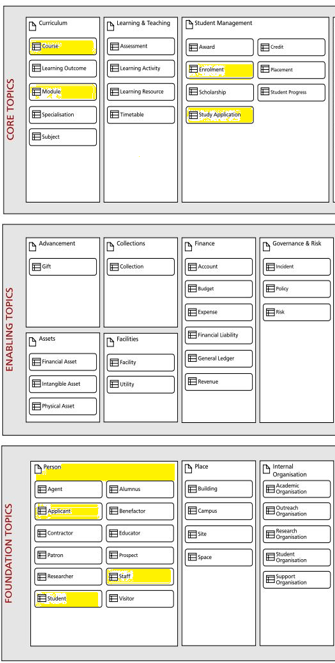 CORE TOPICS
Curriculum
Course
Learning Outcome
Module
Specialisation
Subject
Learning & Teaching
Assessment
Learning Activity
Learning Resource
Timetable
Student Management
Award
Credit
Enrolment
Placement
Scholarship
Student Progress
Study Application
ENABLING TOPICS
Advancement
Gift
Collections
Collection
Finance
Account
Budget
Expense
Financial Liability
General Ledger
Revenue
Governance & Risk
Incident
Policy
Risk
Assets
Financial Asset
Intangible Asset
Physical Asset
Facilities
Facility
Utility
FOUNDATION TOPICS
Person
Agent
Alumnus
Applicant
Benefactor
Contractor
Educator
Patron
Prospect
Researcher
Staff
Student
Visitor
Place
Building
Campus
Site
Space
Internal
Organisation
Academic
Organisation
Outreach
Organisation
Research
Organisation
Student
Organisation
Support
Organisation